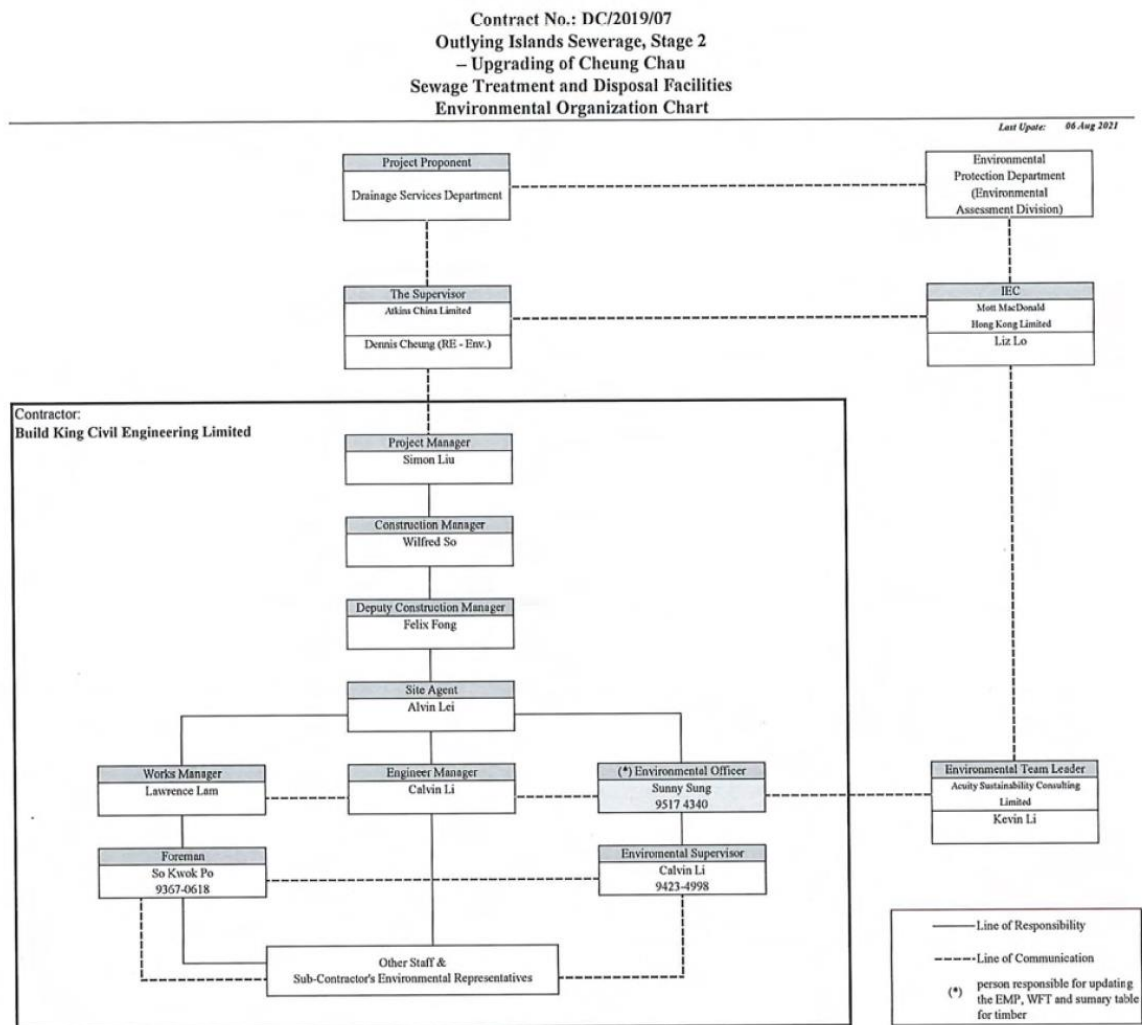 Contract No.: DC/2019/07
Outlying Islands Sewerage, Stage 2
– Upgrading of Cheung Chau
Sewage Treatment and Disposal Facilities
Environmental Organization Chart
Last Upate: 06 Aug 2021
Project Proponent
Drainage Services Department
Environmental
Protection Department
(Environmental
Assessment Division)
The Supervisor
Atkins China Limited
Dennis Cheung (RE - Env.)
IEC
Mott MacDonald
Hong Kong Limited
Liz Lo
Contractor:
Build King Civil Engineering Limited
Project Manager
Simon Liu
Construction Manager
Wilfred So
Deputy Construction Manager
Felix Fong
Site Agent
Alvin Lei
Works Manager
Lawrence Lam
Engineer Manager
Calvin Li
(*) Environmental Officer
Sunny Sung
9517 4340
Environmental Team Leader
Acuity Sustainability Consulting
Limited
Kevin Li
Foreman
So Kwok Po
9367-0618
Enviromental Supervisor
Calvin Li
9423-4998
Other Staff &
Sub-Contractor's Environmental Representatives
Line of Responsibility
Line of Communication
(*) person responsible for updating
the EMP, WFT and sumary table
for timber